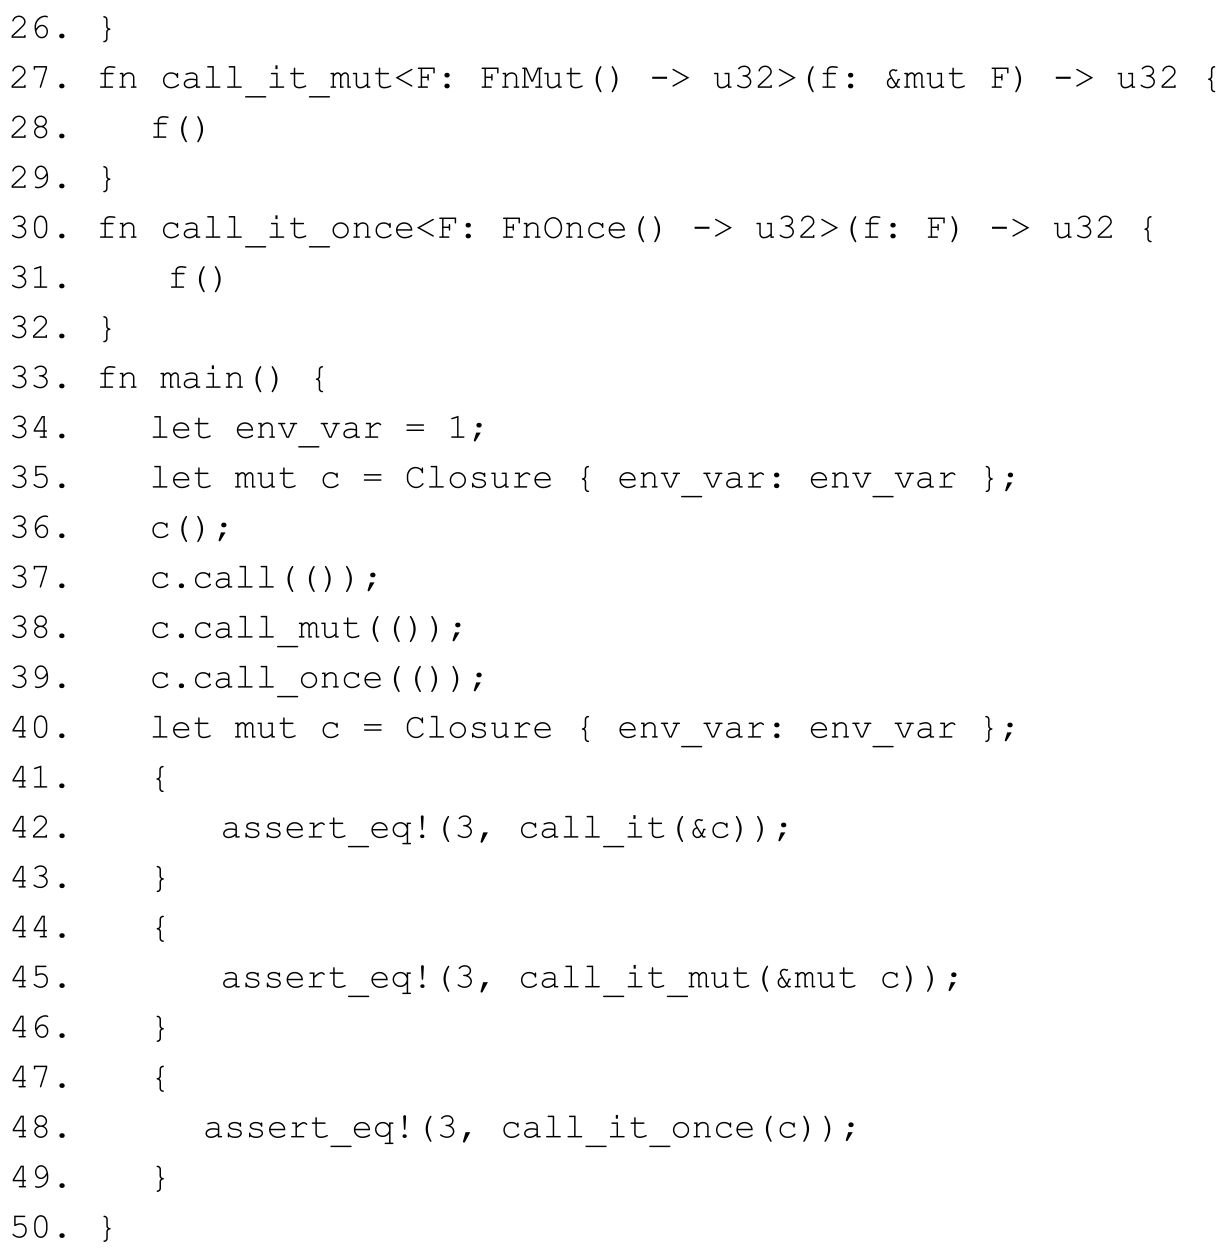 26. }
27. fn call_it_mut<F: FnMut() -> u32>(f: &mut F) -> u32 {
28.    f()
29. }
30. fn call_it_once<F: FnOnce() -> u32>(f: F) -> u32 {
31.     f()
32. }
33. fn main() {
34.    let env_var = 1;
35.    let mut c = Closure { env_var: env_var };
36.    c();
37.    c.call(());
38.    c.call_mut(());
39.    c.call_once(());
40.    let mut c = Closure { env_var: env_var };
41.    {
42.        assert_eq!(3, call_it(&c));
43.    }
44.    {
45.        assert_eq!(3, call_it_mut(&mut c));
46.    }
47.    {
48.       assert_eq!(3, call_it_once(c));
49.    }
50. }